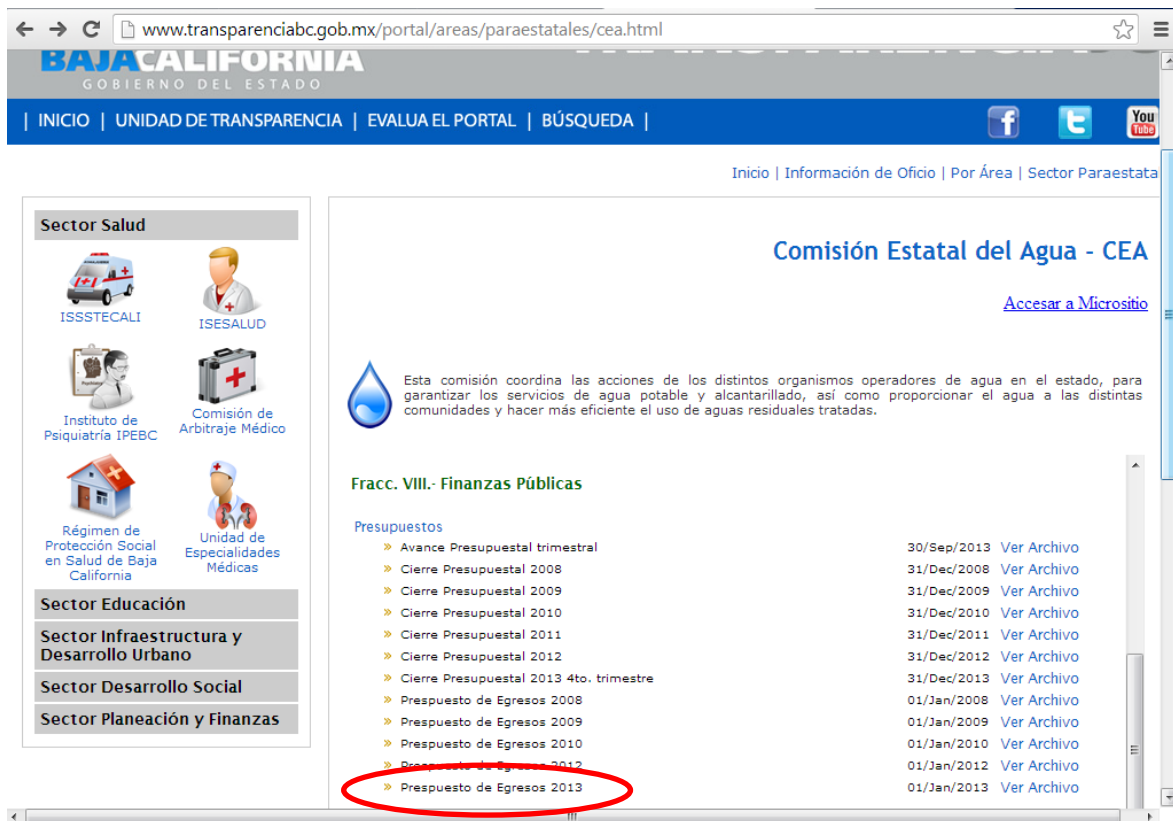 www.transparenciabc.gob.mx/portal/areas/paraestatales/cea.html
BAJACALIFORNIA
GOBIERNO DEL ESTADO
| INICIO | UNIDAD DE TRANSPARENCIA | EVALUA EL PORTAL | BÚSQUEDA |
f
t
You Tube
Inicio | Información de Oficio | Por Área | Sector Paraestata
Sector Salud
ISSSTECALI
ISESALUD
Instituto de
Psiquiatría IPEBC
Comisión de
Arbitraje Médico
Régimen de
Protección Social
en Salud de Baja
California
Unidad de
Especialidades
Médicas
Sector Educación
Sector Infraestructura y
Desarrollo Urbano
Sector Desarrollo Social
Sector Planeación y Finanzas
Comisión Estatal del Agua - CEA
Accesar a Micrositio
Esta comisión coordina las acciones de los distintos organismos operadores de agua en el estado, para
garantizar los servicios de agua potable y alcantarillado, así como proporcionar el agua a las distintas
comunidades y hacer más eficiente el uso de aguas residuales tratadas.
Fracc. VIII.- Finanzas Públicas
Presupuestos
» Avance Presupuestal trimestral 30/Sep/2013 Ver Archivo
» Cierre Presupuestal 2008 31/Dec/2008 Ver Archivo
» Cierre Presupuestal 2009 31/Dec/2009 Ver Archivo
» Cierre Presupuestal 2010 31/Dec/2010 Ver Archivo
» Cierre Presupuestal 2011 31/Dec/2011 Ver Archivo
» Cierre Presupuestal 2012 31/Dec/2012 Ver Archivo
» Cierre Presupuestal 2013 4to. trimestre 31/Dec/2013 Ver Archivo
» Prespuesto de Egresos 2008 01/Jan/2008 Ver Archivo
» Prespuesto de Egresos 2009 01/Jan/2009 Ver Archivo
» Prespuesto de Egresos 2010 01/Jan/2010 Ver Archivo
» Prespuesto de Egresos 2012 01/Jan/2012 Ver Archivo
» Prespuesto de Egresos 2013 01/Jan/2013 Ver Archivo